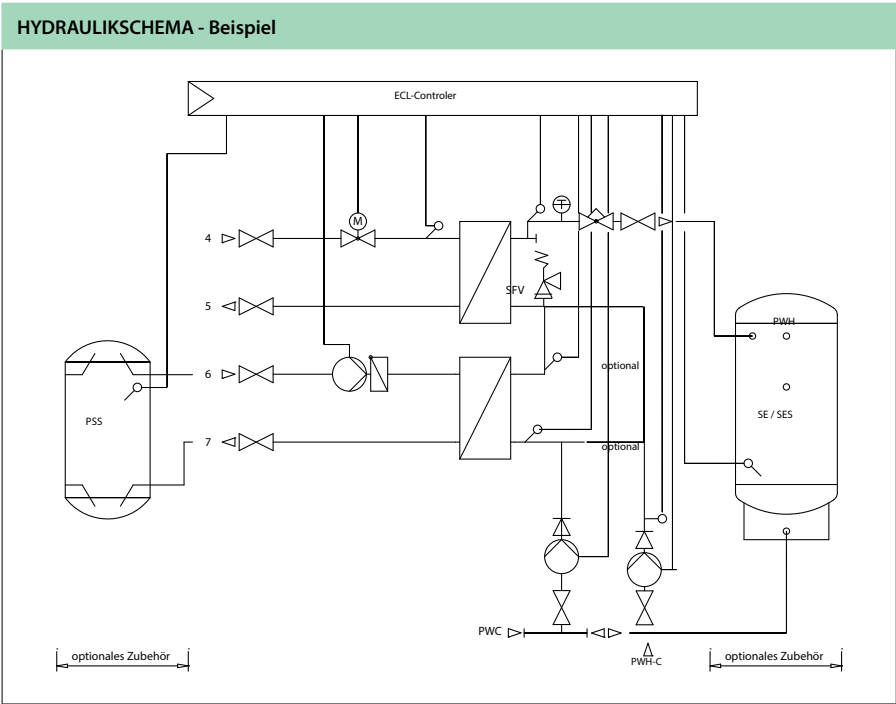 HYDRAULIKSCHEMA - Beispiel
ECL-Controler
M
T
4
SFV
5
PWH
6
optional
PSS
SE / SES
7
optional
PWC
PWH-C
optionales Zubehör
optionales Zubehör